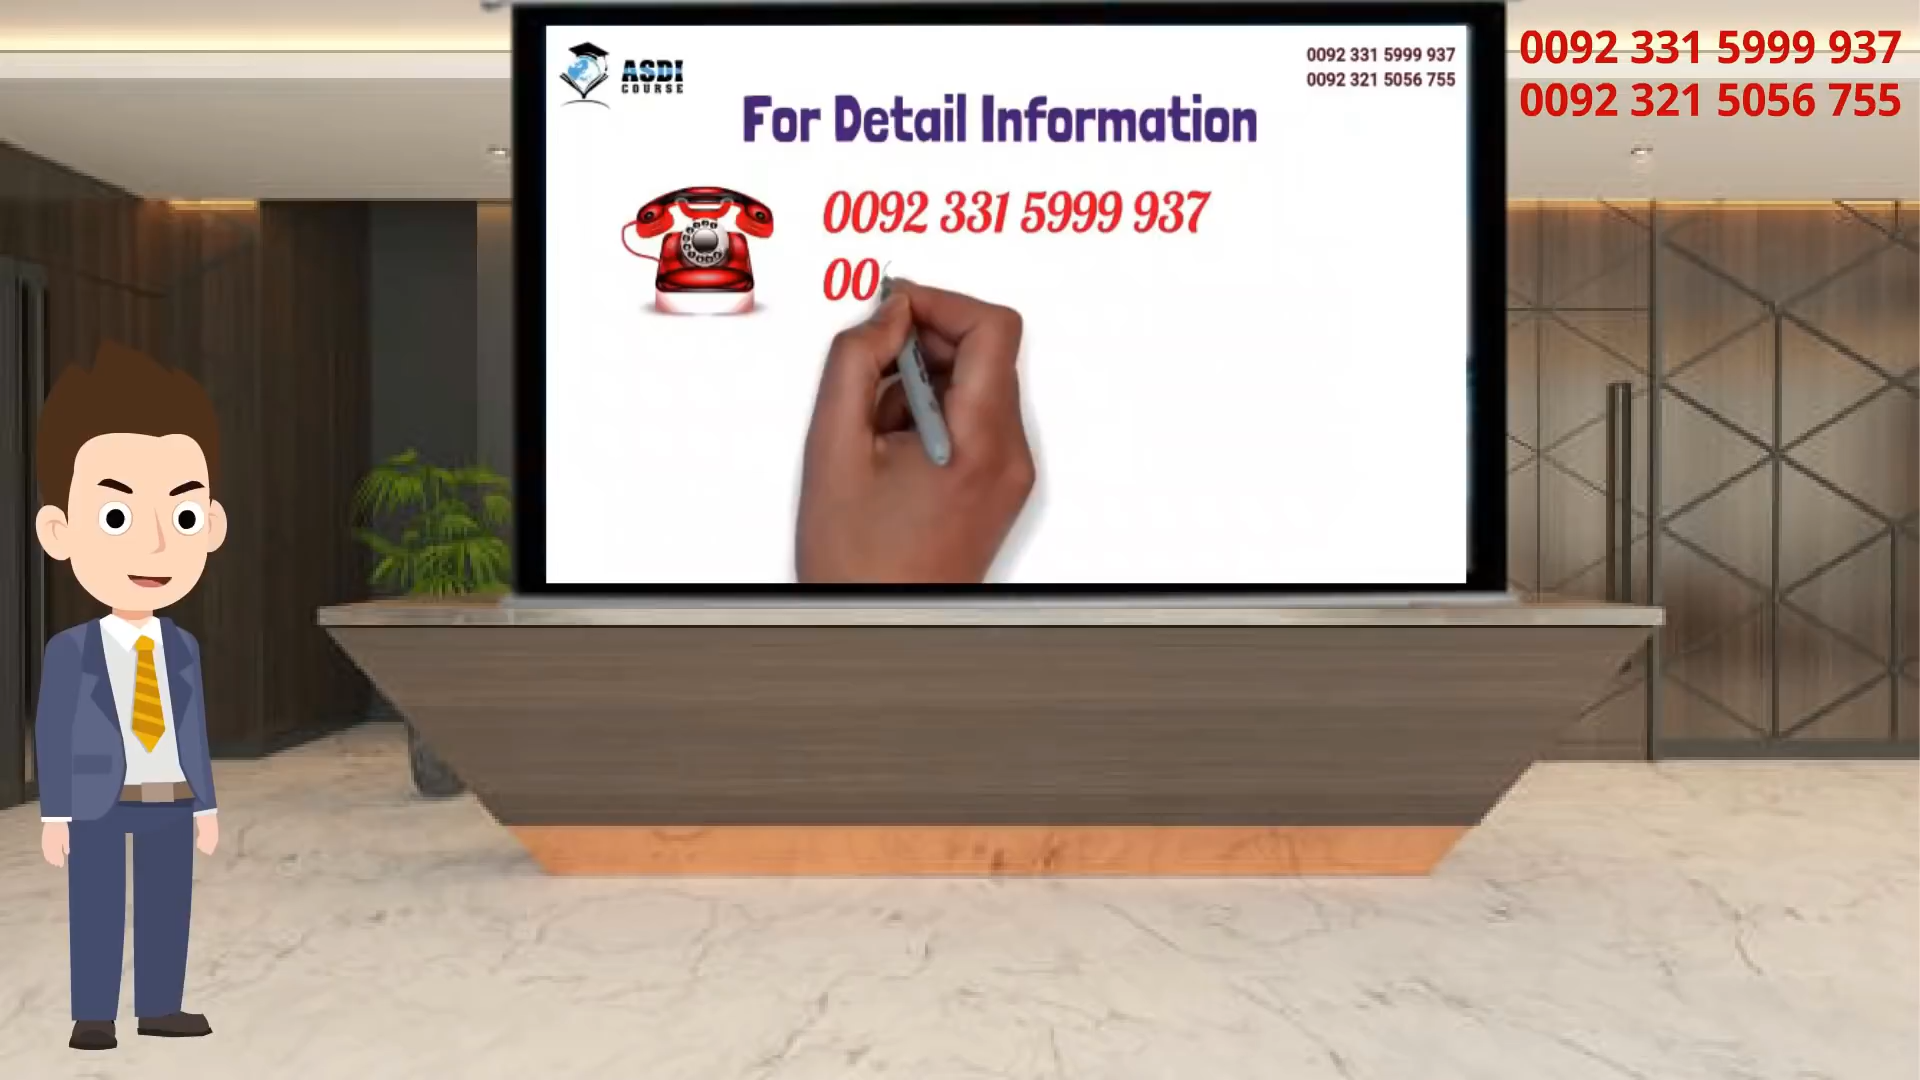 ASDI
COURSE
0092 331 5999 937
0092 321 5056 755
For Detail Information
0092 331 5999 937
00
0092 331 5999 937
0092 321 5056 755